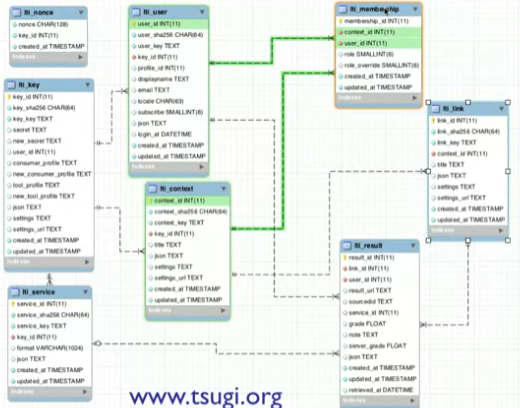 lti_nonce
nonce CHAR(128)
key_id INT(11)
created_at TIMESTAMP
Indexes
lti_user
user_id INT(11)
user_sha256 CHAR(64)
user_key TEXT
key_id INT(11)
profile_id INT(11)
displayname TEXT
email TEXT
locale CHAR(63)
subscribe SMALLINT(6)
json TEXT
login_at DATETIME
created_at TIMESTAMP
updated_at TIMESTAMP
Indexes
lti_membership
membership_id INT(11)
context_id INT(11)
user_id INT(11)
role SMALLINT(6)
role_override SMALLINT(6)
created_at TIMESTAMP
updated_at TIMESTAMP
Indexes
lti_key
key_id INT(11)
key_sha256 CHAR(64)
key_key TEXT
secret TEXT
new_secret TEXT
user_id INT(11)
consumer_profile TEXT
new_consumer_profile TEXT
tool_profile TEXT
new_tool_profile TEXT
json TEXT
settings TEXT
settings_url TEXT
created_at TIMESTAMP
updated_at TIMESTAMP
Indexes
lti_link
link_id INT(11)
link_sha256 CHAR(64)
link_key TEXT
context_id INT(11)
title TEXT
json TEXT
settings TEXT
settings_url TEXT
created_at TIMESTAMP
updated_at TIMESTAMP
Indexes
lti_context
context_id INT(11)
context_sha256 CHAR(64)
context_key TEXT
key_id INT(11)
title TEXT
json TEXT
settings TEXT
settings_url TEXT
created_at TIMESTAMP
updated_at TIMESTAMP
Indexes
lti_result
result_id INT(11)
link_id INT(11)
user_id INT(11)
result_url TEXT
sourcedid TEXT
service_id INT(11)
grade FLOAT
note TEXT
server_grade FLOAT
json TEXT
created_at TIMESTAMP
updated_at TIMESTAMP
retrieved_at DATETIME
lti_service
service_id INT(11)
service_sha256 CHAR(64)
service_key TEXT
key_id INT(11)
format VARCHAR(1024)
json TEXT
created_at TIMESTAMP
updated_at TIMESTAMP
Indexes
www.tsugi.org